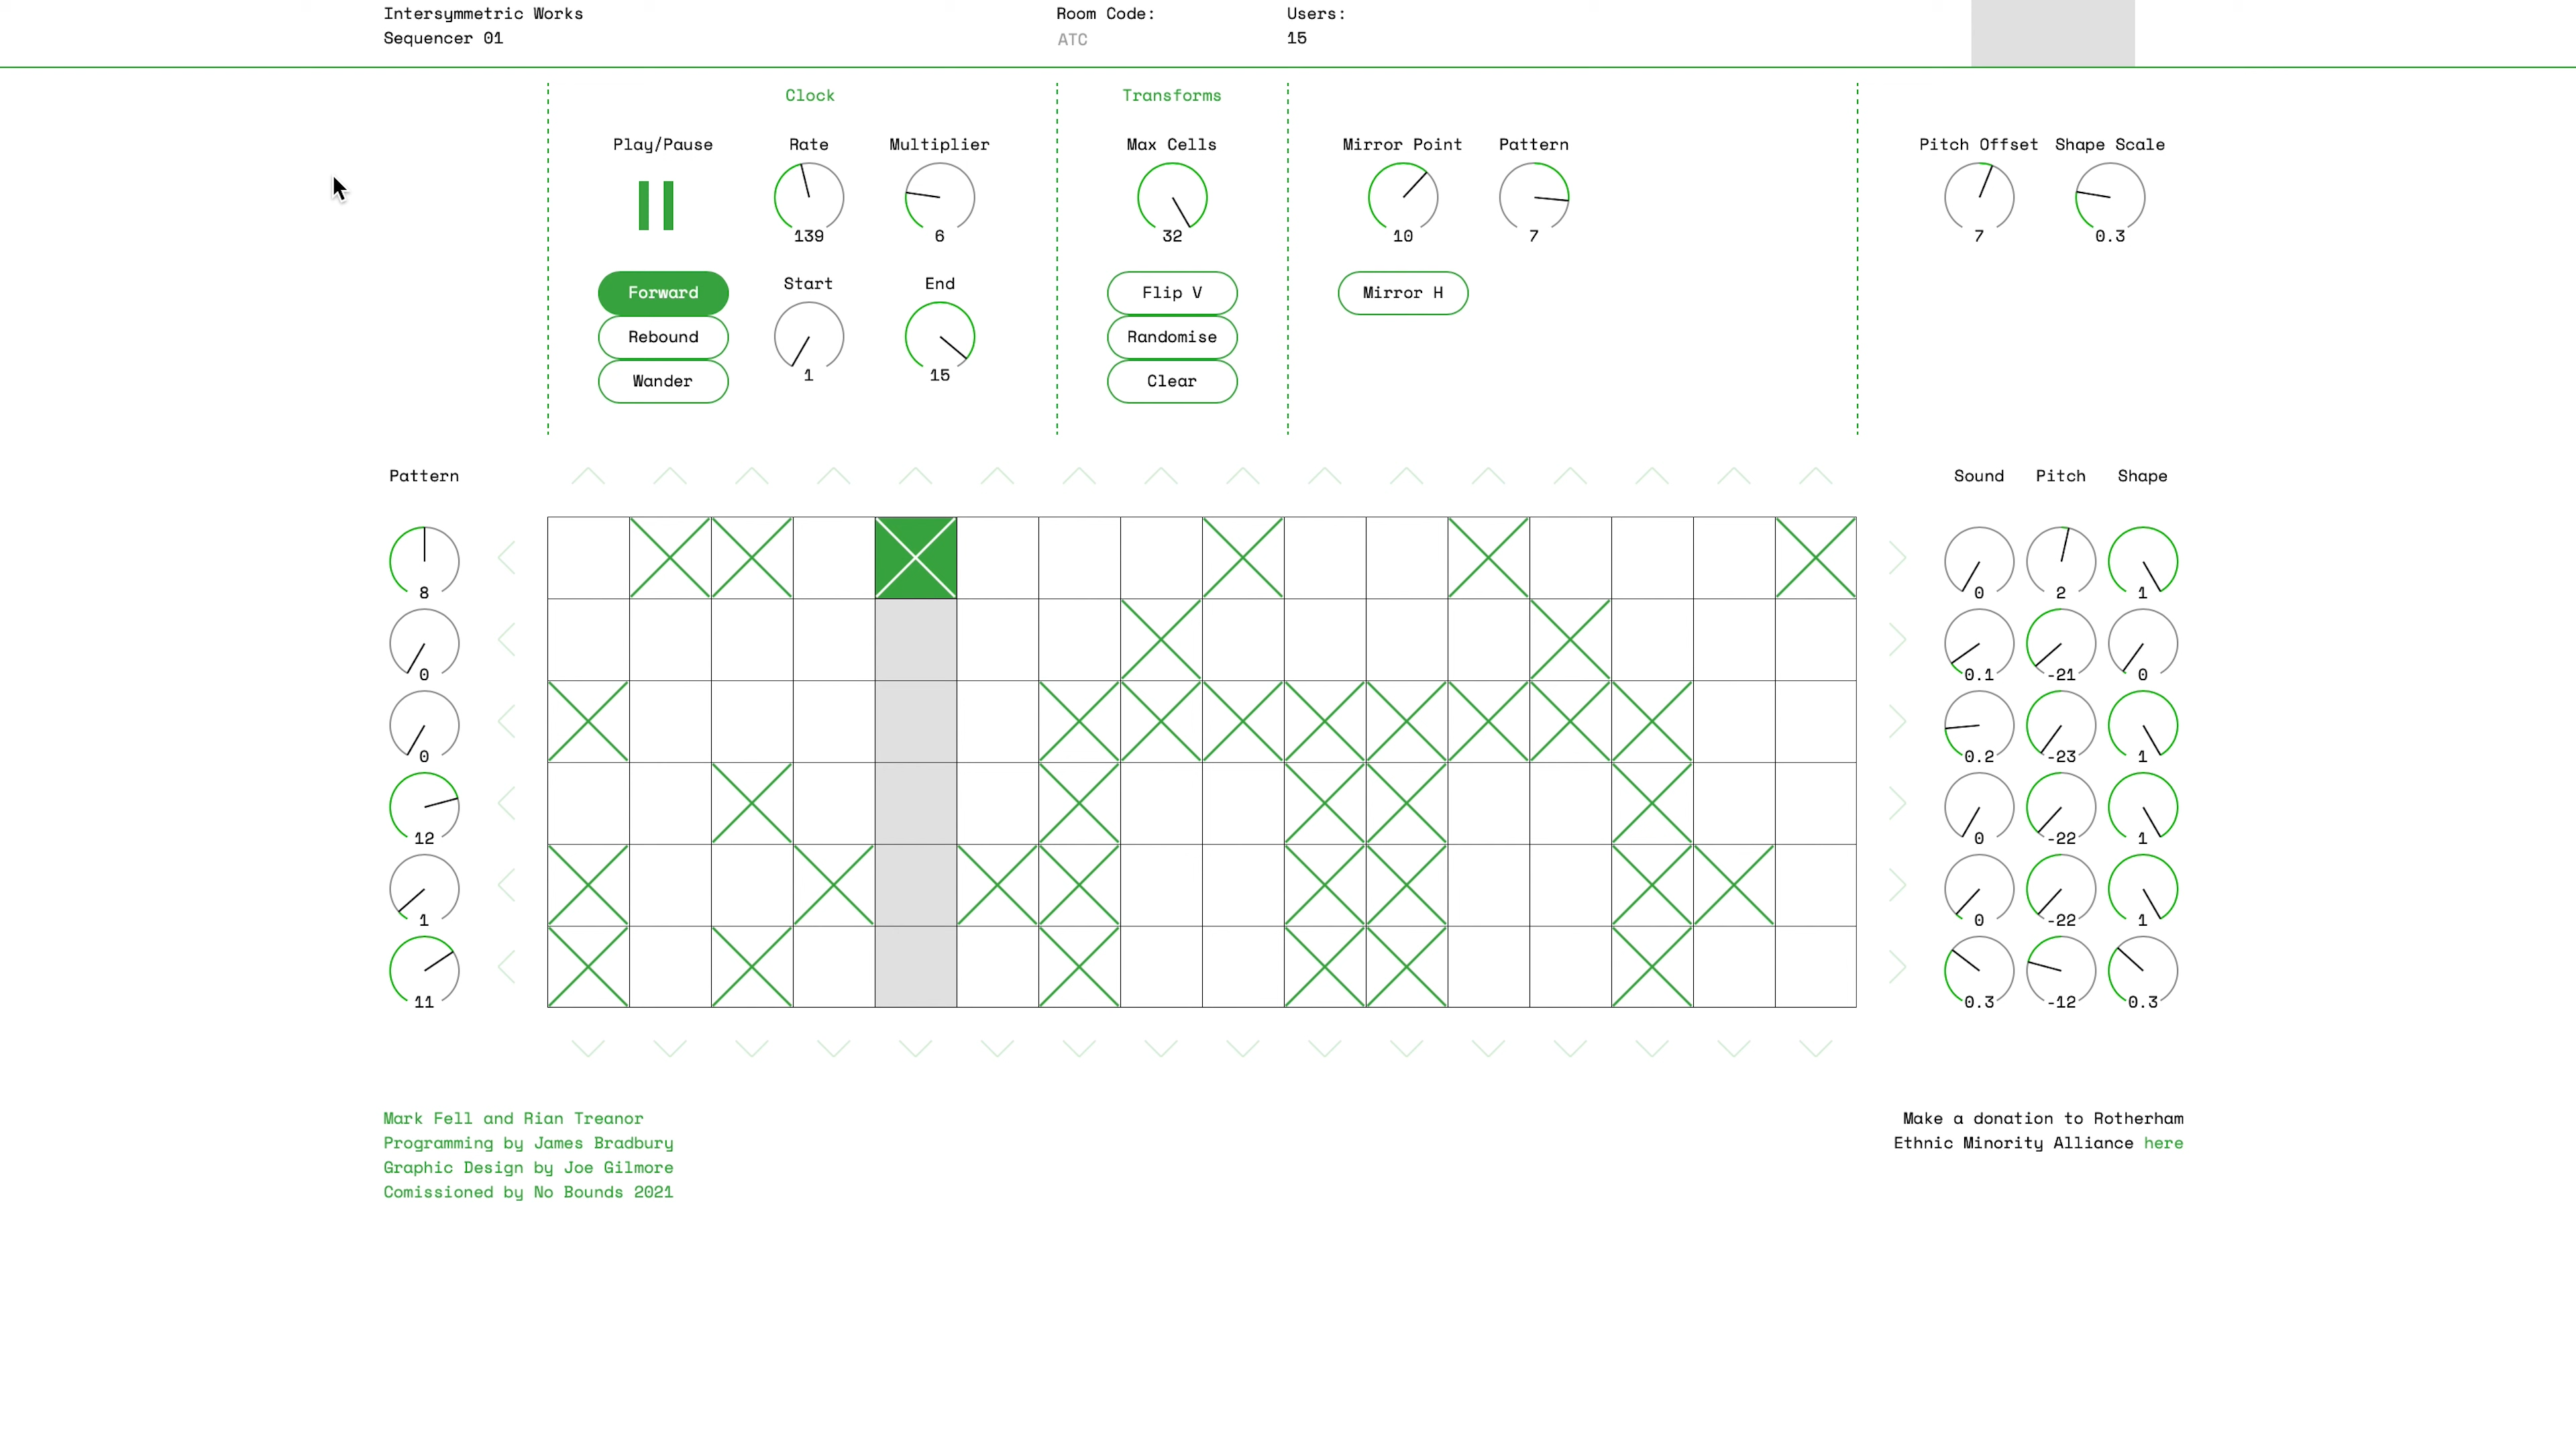 Intersymmetric Works
Sequencer 01
Room Code:
ATC
Users:
15
Clock
Transforms
Play/Pause
Rate
Multiplier
Max Cells
Mirror Point
Pattern
Pitch Offset
Shape Scale
139
6
32
10
7
7
0.3
Forward
Start
End
Flip V
Mirror H
Rebound
Randomise
Wander
1
15
Clear
Pattern
Sound
Pitch
Shape
8
0
2
1
0
0.1
-21
0
0
0.2
-23
1
12
0
-22
1
1
0
-22
1
11
0.3
-12
0.3
Mark Fell and Rian Treanor
Programming by James Bradbury
Graphic Design by Joe Gilmore
Comissioned by No Bounds 2021
Make a donation to Rotherham
Ethnic Minority Alliance here